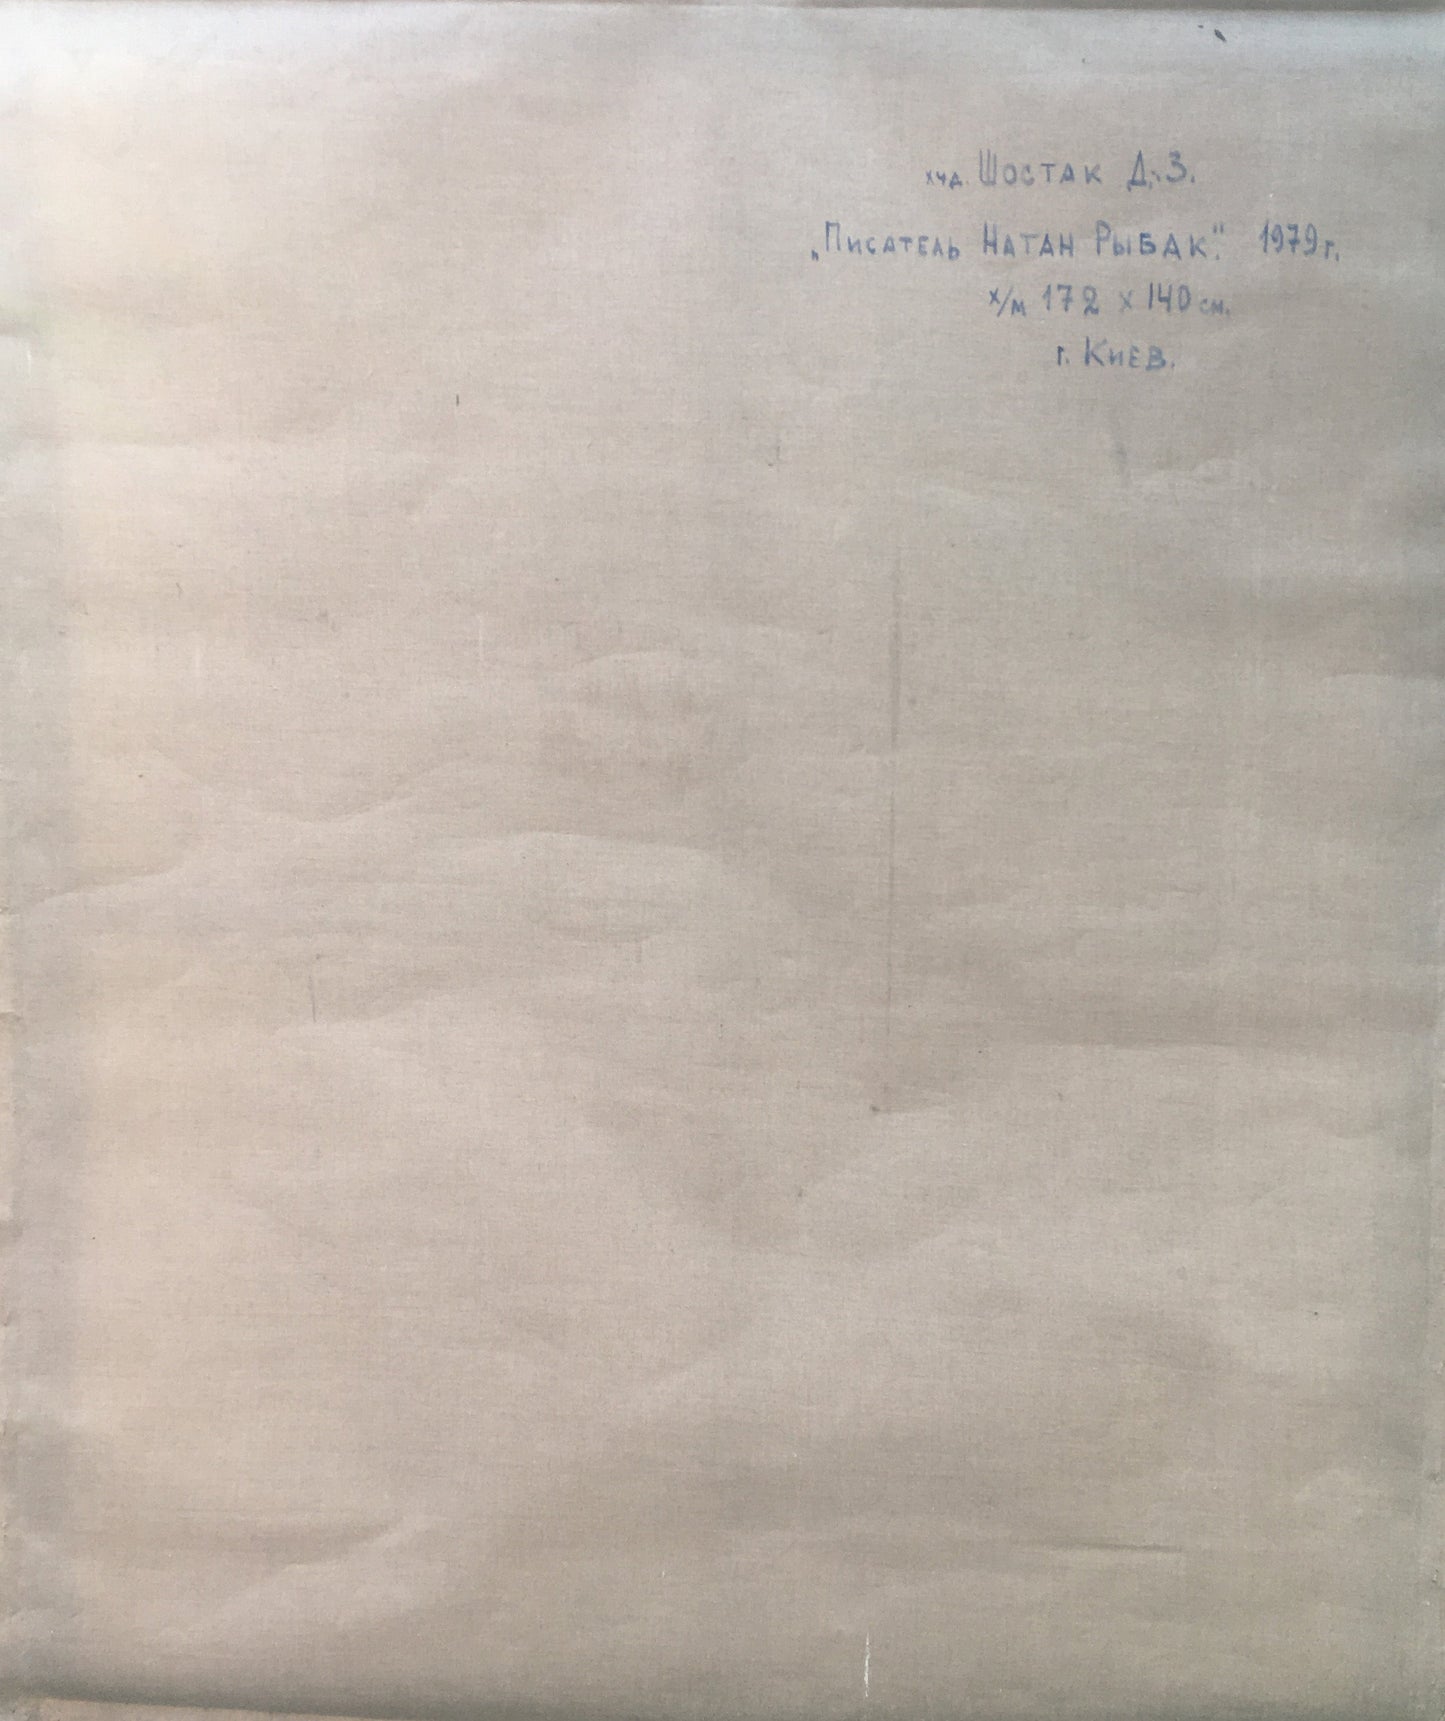 худ. Шостак Д.З.
„Писатель Натан Рыбак". 1979 г.
х/м 172 х 140 см.
г. Киев.